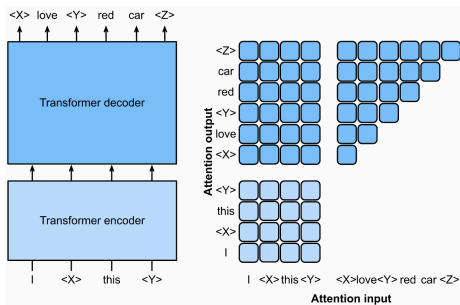 <X> love <Y> red car <Z>
Transformer decoder
Transformer encoder
I <X> this <Y>
Attention output
<Z>
car
red
<Y>
love
<X>
<Y>
this
<X>
I
I <X> this <Y>
<X> love <Y> red car <Z>
Attention input